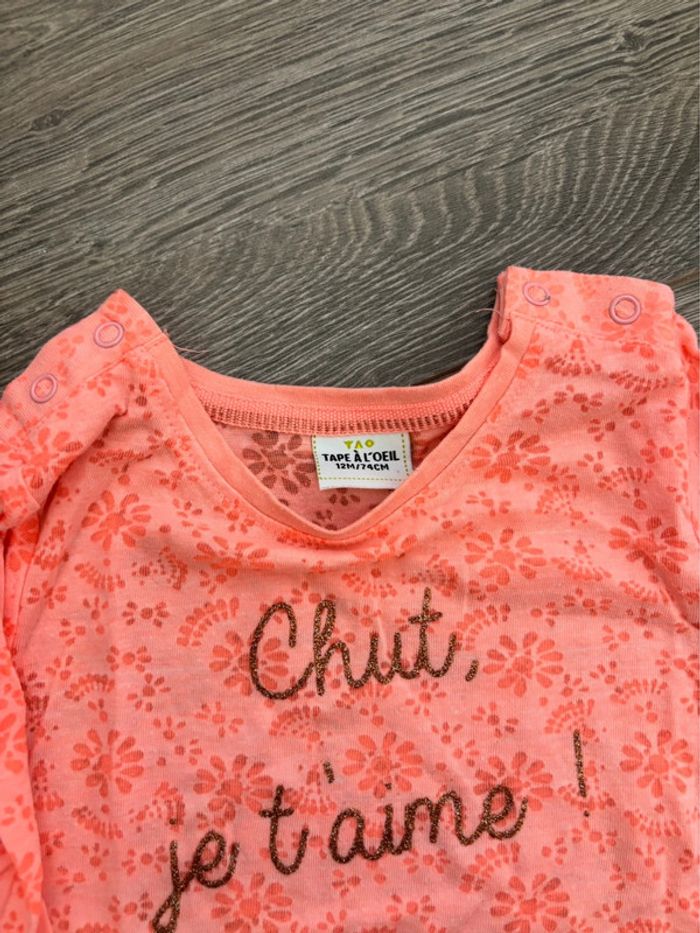 TAO
TAPE À L'OEIL
12M/74CM
Chut,
je t'aime !